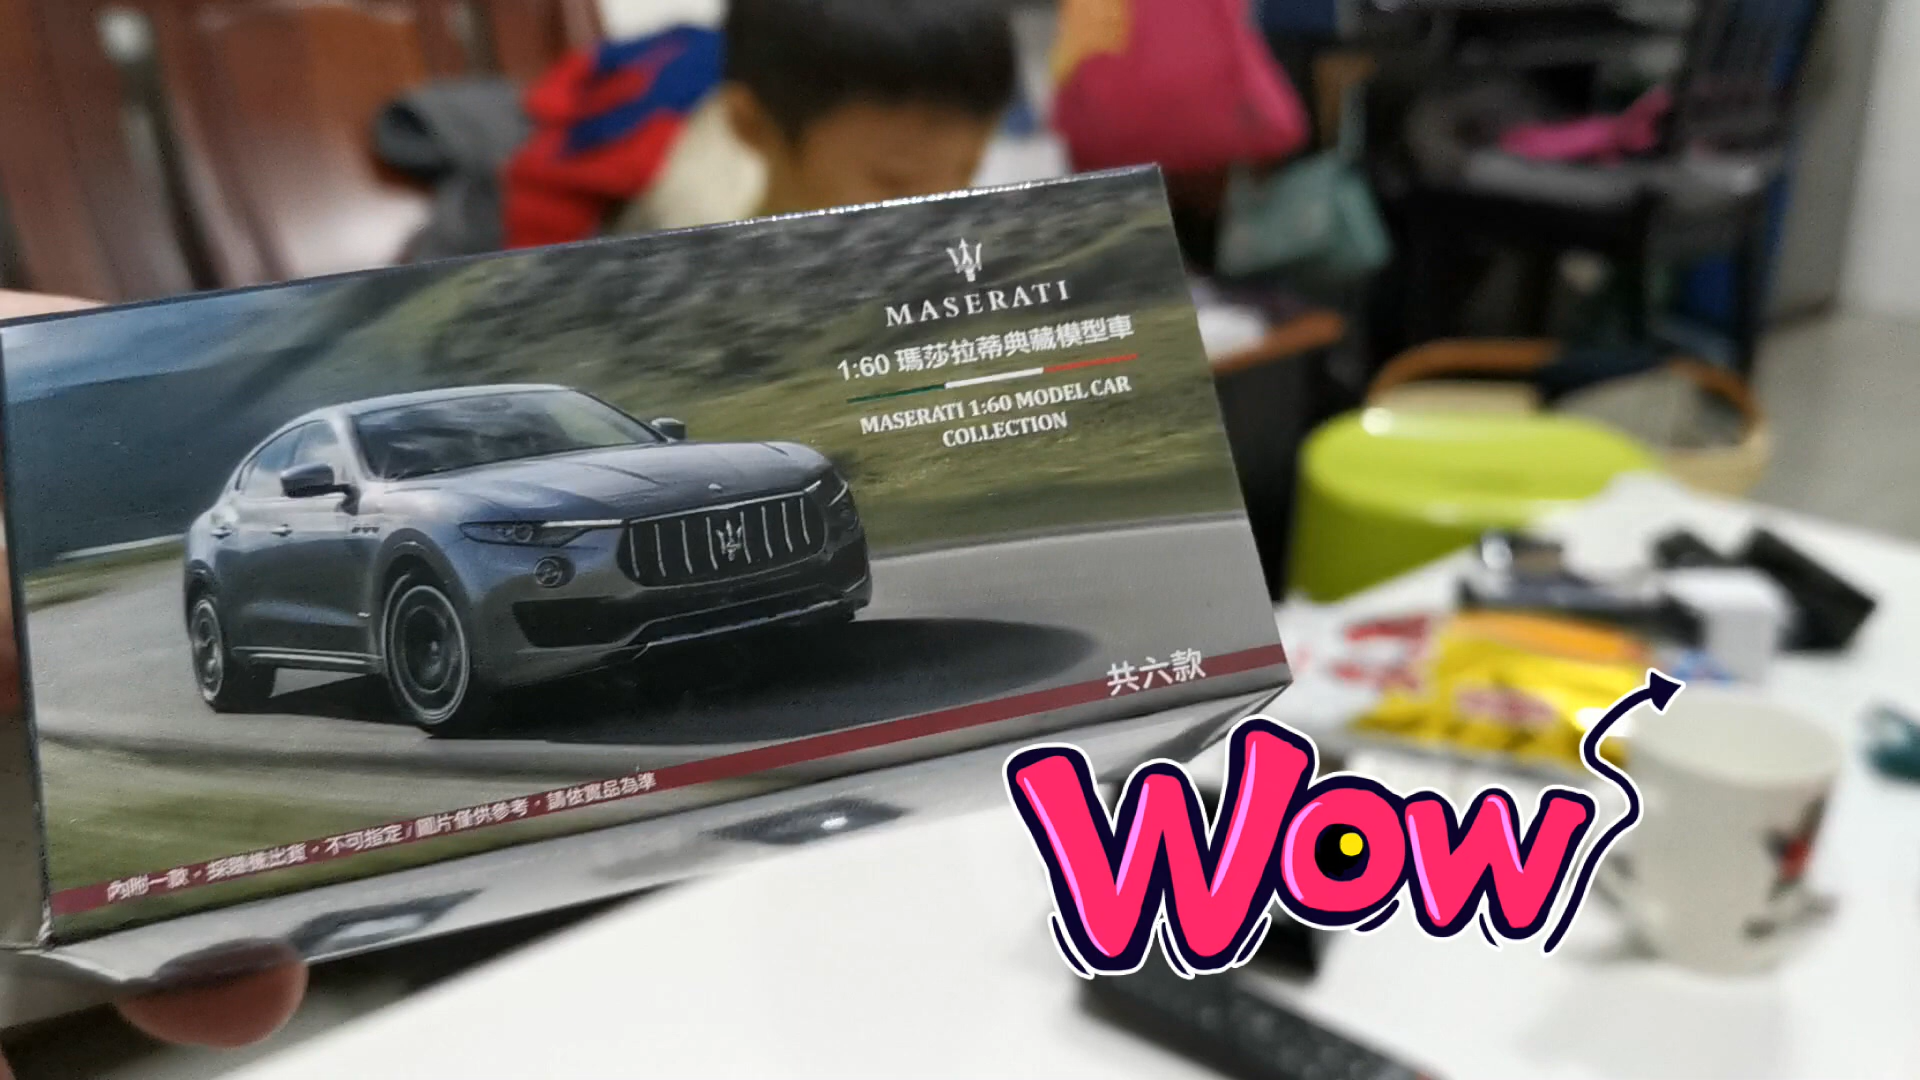 MASERATI
1:60 瑪莎拉蒂典藏模型車
MASERATI 1:60 MODEL CAR
COLLECTION
共六款
內附一款，採隨機出貨，不可指定/圖片僅供參考，請依實品為準
Wow